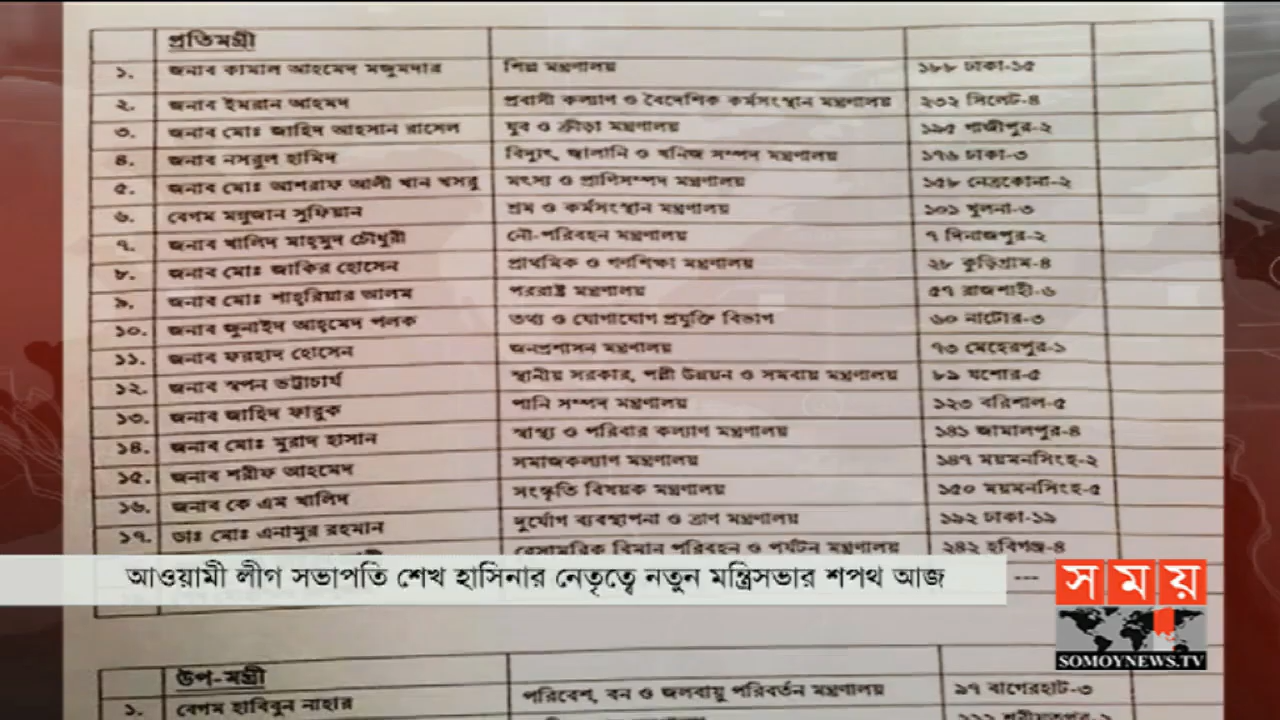 প্রতিমন্ত্রী
১. জনাব কামাল আহমেদ মজুমদার শিল্প মন্ত্রণালয় ১৮৮ ঢাকা-১৫
২. জনাব ইমরান আহমদ প্রবাসী কল্যাণ ও বৈদেশিক কর্মসংস্থান মন্ত্রণালয় ২৩২ সিলেট-৪
৩. জনাব মোঃ জাহিদ আহসান রাসেল যুব ও ক্রীড়া মন্ত্রণালয় ১৯৫ গাজীপুর-২
৪. জনাব নসরুল হামিদ বিদ্যুৎ, জ্বালানি ও খনিজ সম্পদ মন্ত্রণালয় ১৭৬ ঢাকা-৩
৫. জনাব মোঃ আশরাফ আলী খান খসরু মৎস্য ও প্রাণিসম্পদ মন্ত্রণালয় ১৫৮ নেত্রকোনা-২
৬. বেগম মন্নুজান সুফিয়ান শ্রম ও কর্মসংস্থান মন্ত্রণালয় ১০১ খুলনা-৩
৭. জনাব খালিদ মাহমুদ চৌধুরী নৌ-পরিবহন মন্ত্রণালয় ৭ দিনাজপুর-২
৮. জনাব মোঃ জাকির হোসেন প্রাথমিক ও গণশিক্ষা মন্ত্রণালয় ২৮ কুড়িগ্রাম-৪
৯. জনাব মোঃ শাহ্‌রিয়ার আলম পররাষ্ট্র মন্ত্রণালয় ৫৭ রাজশাহী-৬
১০. জনাব জুনাইদ আহ্‌মেদ পলক তথ্য ও যোগাযোগ প্রযুক্তি বিভাগ ৬০ নাটোর-৩
১১. জনাব ফরহাদ হোসেন জনপ্রশাসন মন্ত্রণালয় ৭৩ মেহেরপুর-১
১২. জনাব স্বপন ভট্টাচার্য স্থানীয় সরকার, পল্লী উন্নয়ন ও সমবায় মন্ত্রণালয় ৮৯ যশোর-৫
১৩. জনাব জাহিদ ফারুক পানি সম্পদ মন্ত্রণালয় ১২৩ বরিশাল-৫
১৪. জনাব মোঃ মুরাদ হাসান স্বাস্থ্য ও পরিবার কল্যাণ মন্ত্রণালয় ১৪১ জামালপুর-৪
১৫. জনাব শরীফ আহমেদ সমাজকল্যাণ মন্ত্রণালয় ১৪৭ ময়মনসিংহ-২
১৬. জনাব কে এম খালিদ সংস্কৃতি বিষয়ক মন্ত্রণালয় ১৫০ ময়মনসিংহ-৫
১৭. ডাঃ মোঃ এনামুর রহমান দুর্যোগ ব্যবস্থাপনা ও ত্রাণ মন্ত্রণালয় ১৯২ ঢাকা-১৯
বেসামরিক বিমান পরিবহন ও পর্যটন মন্ত্রণালয় ২৪২ হবিগঞ্জ-৪
আওয়ামী লীগ সভাপতি শেখ হাসিনার নেতৃত্বে নতুন মন্ত্রিসভার শপথ আজ
---
সময়
SOMOYNEWS.TV
উপ-মন্ত্রী
১. বেগম হাবিবুন নাহার পরিবেশ, বন ও জলবায়ু পরিবর্তন মন্ত্রণালয় ৯৭ বাগেরহাট-৩